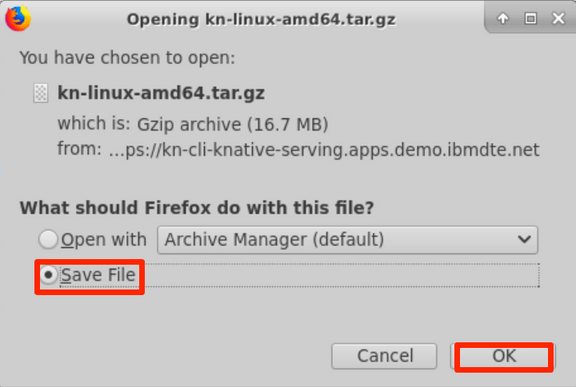 Opening kn-linux-amd64.tar.gz
You have chosen to open:
kn-linux-amd64.tar.gz
which is: Gzip archive (16.7 MB)
from: ...ps://kn-cli-knative-serving.apps.demo.ibmdte.net
What should Firefox do with this file?
Open with Archive Manager (default)
Save File
Cancel OK